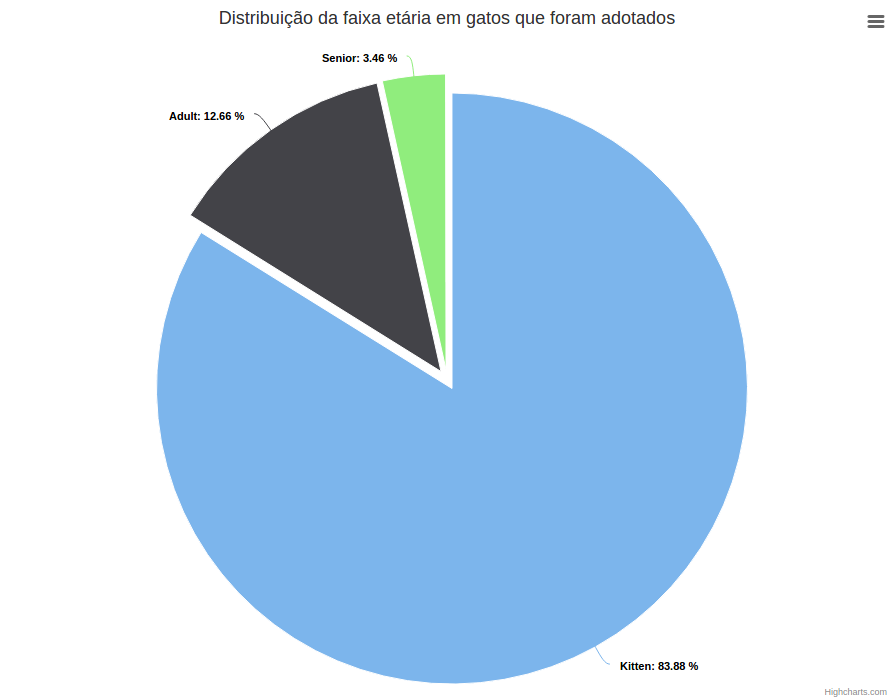 Distribuição da faixa etária em gatos que foram adotados
Senior: 3.46 %
Adult: 12.66 %
Kitten: 83.88 %
Highcharts.com